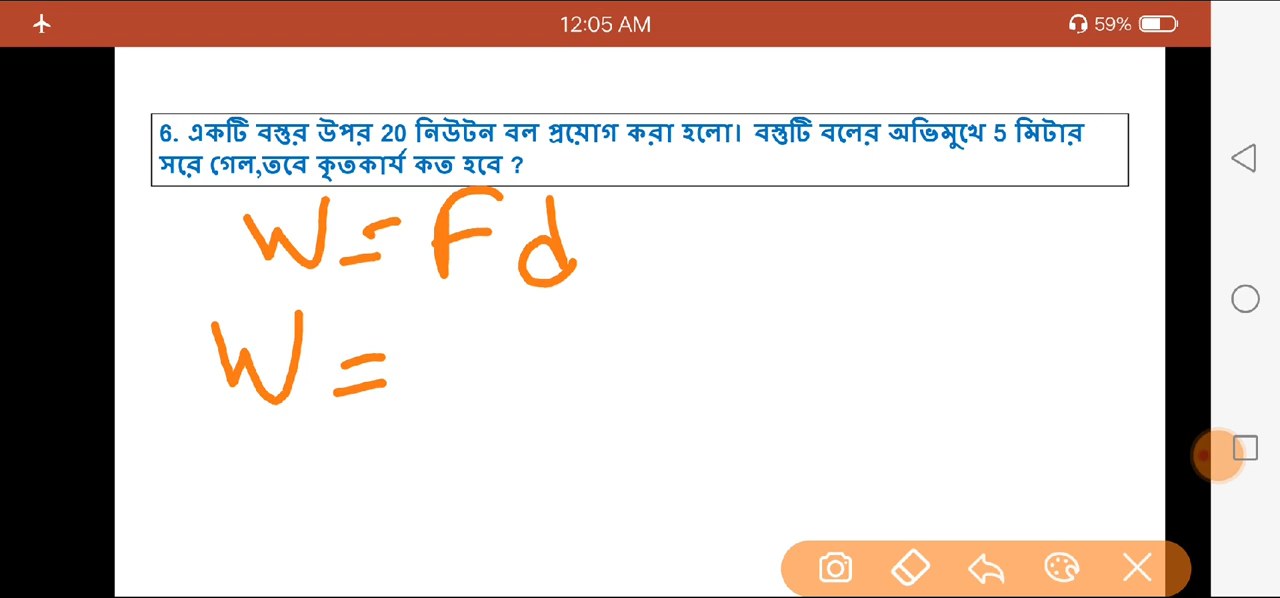 12:05 AM
59%
6. একটি বস্তুর উপর 20 নিউটন বল প্রয়োগ করা হলো। বস্তুটি বলের অভিমুখে 5 মিটার
সরে গেল,তবে কৃতকার্য কত হবে ?
W = Fd
W =